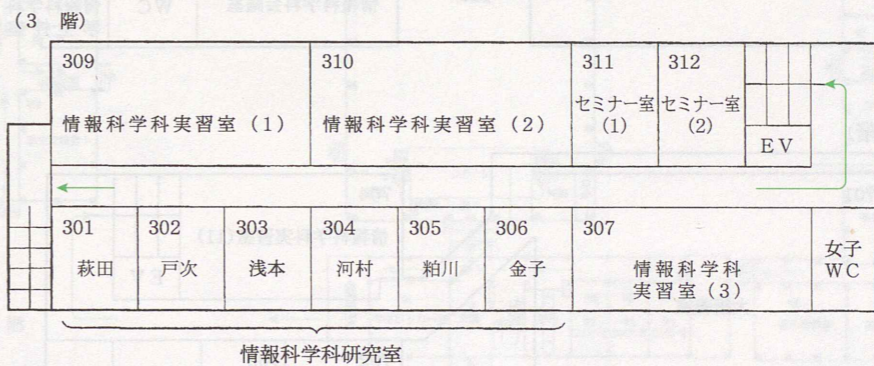 (3 階)
309
情報科学科実習室 (1)
310
情報科学科実習室 (2)
311
セミナー室
(1)
312
セミナー室
(2)
EV
301
萩田
302
戸次
303
浅本
304
河村
305
粕川
306
金子
307
情報科学科
実習室 (3)
女子
WC
情報科学科研究室